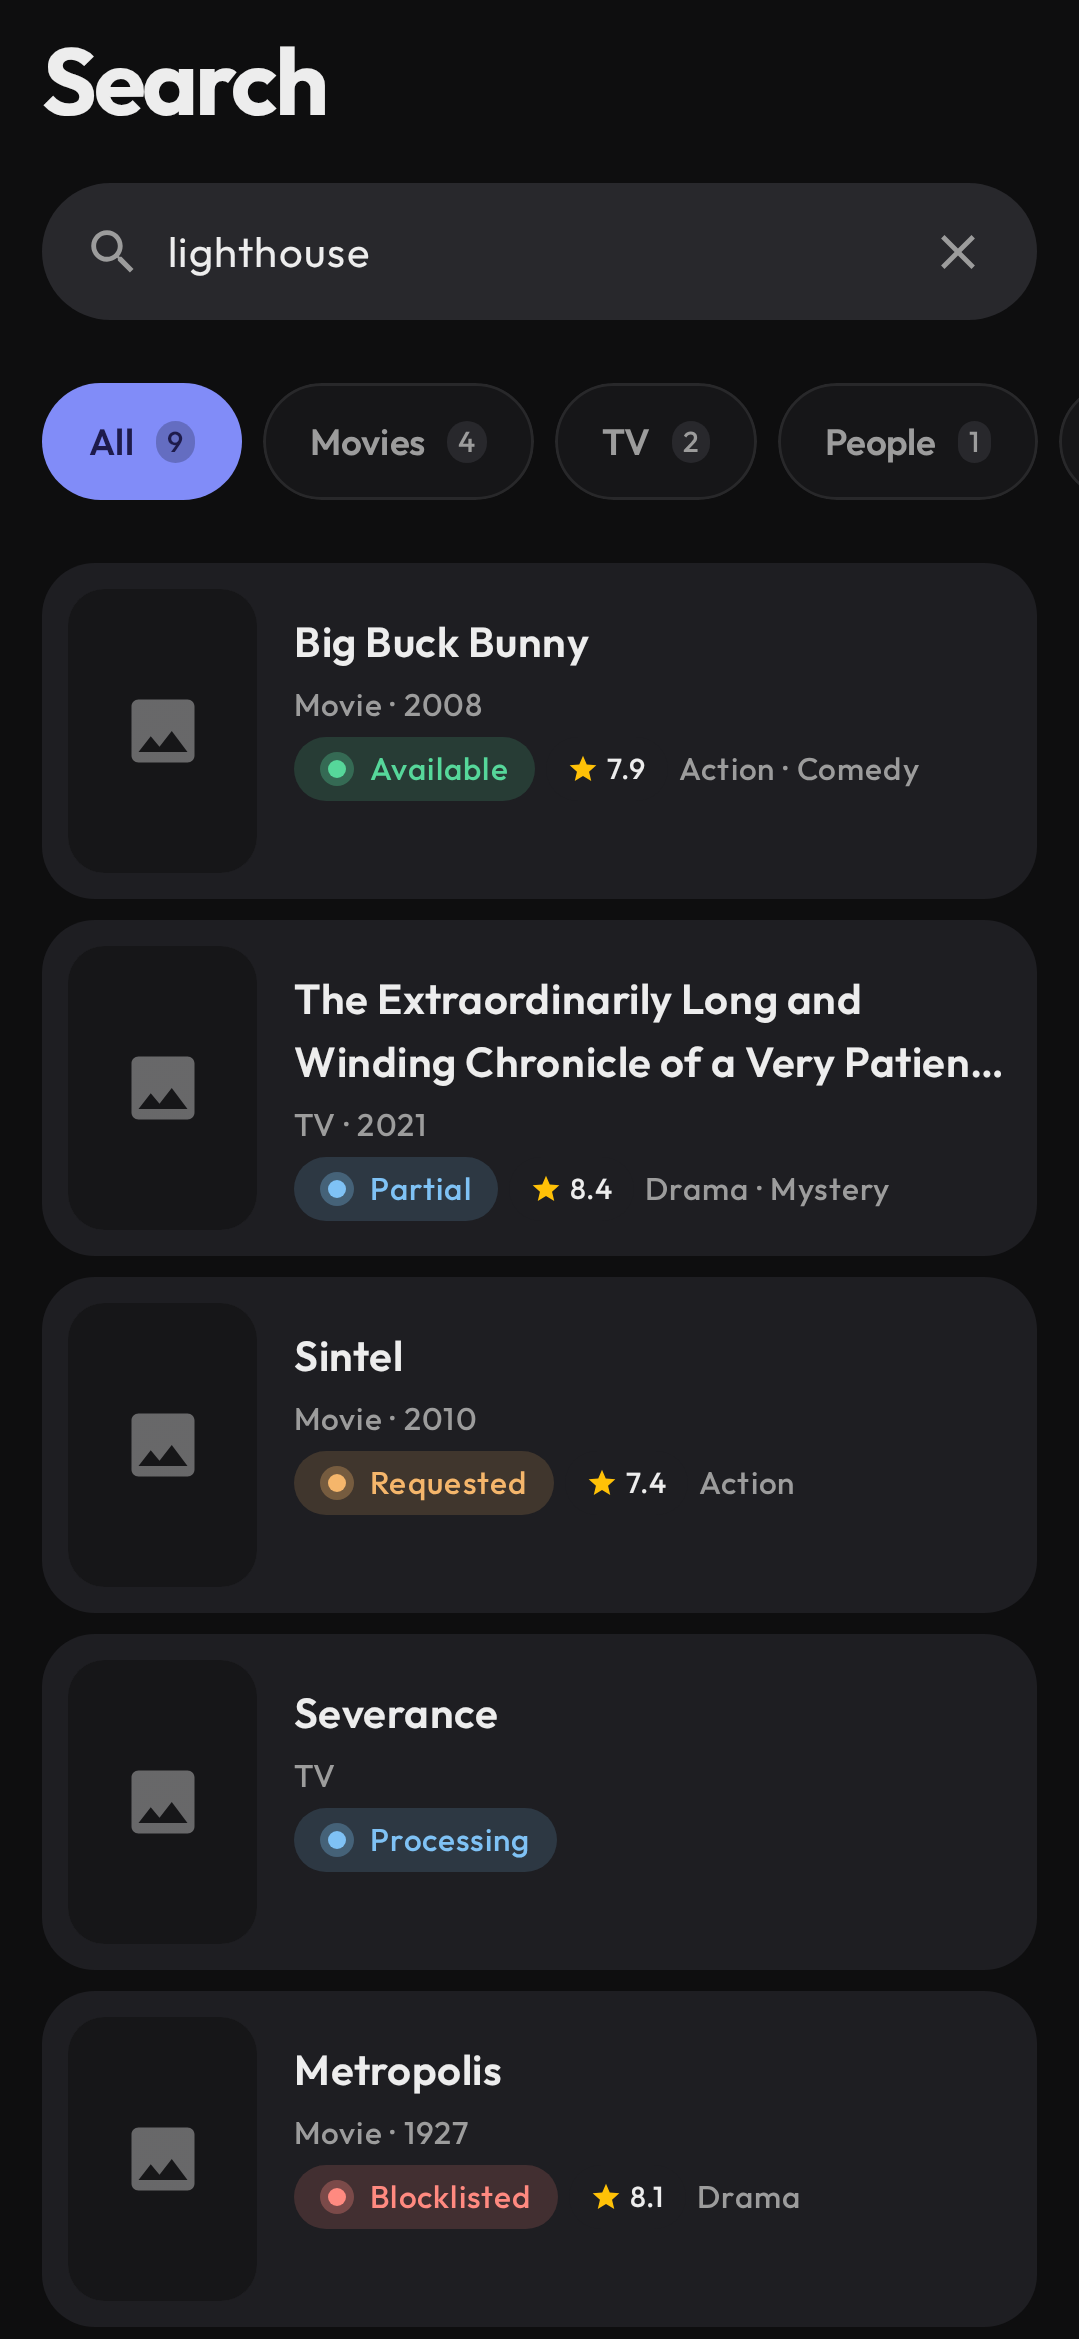 Search
lighthouse
All 9 Movies 4 TV 2 People 1
Big Buck Bunny
Movie · 2008
Available 7.9 Action · Comedy
The Extraordinarily Long and
Winding Chronicle of a Very Patien...
TV · 2021
Partial 8.4 Drama · Mystery
Sintel
Movie · 2010
Requested 7.4 Action
Severance
TV
Processing
Metropolis
Movie · 1927
Blocklisted 8.1 Drama